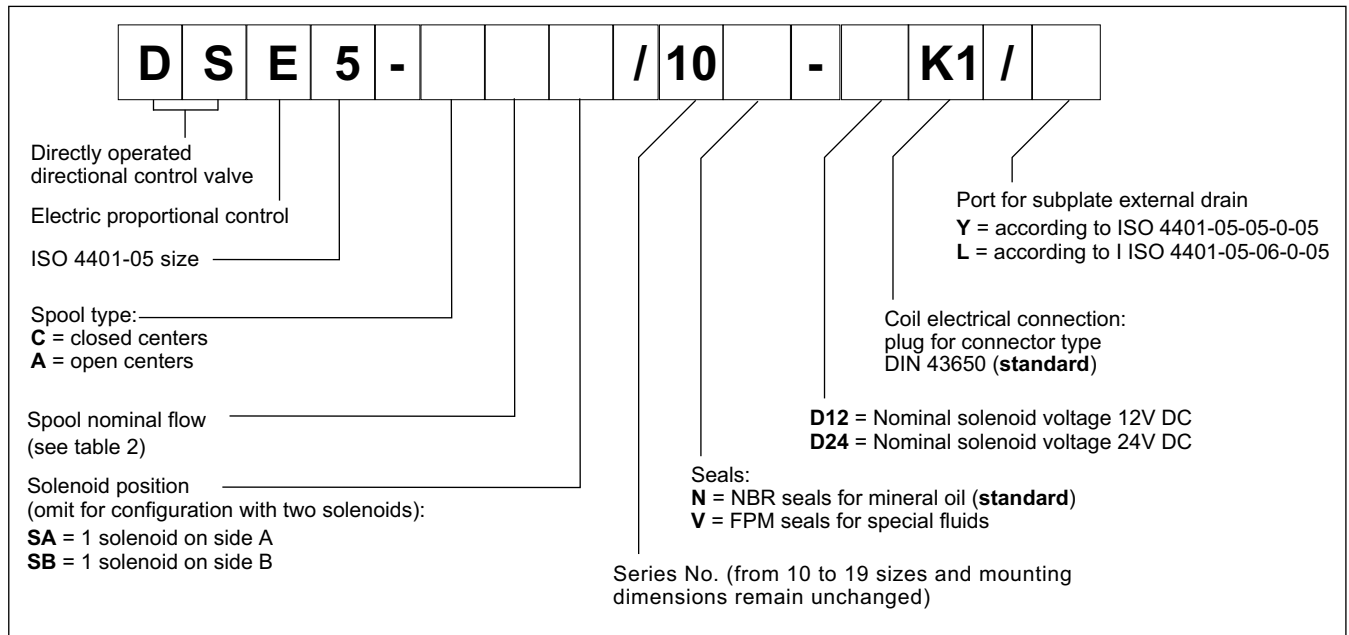 D S E 5 - / 10 - K1 /
Directly operated
directional control valve
Electric proportional control
ISO 4401-05 size
Spool type:
C = closed centers
A = open centers
Spool nominal flow
(see table 2)
Solenoid position
(omit for configuration with two solenoids):
SA = 1 solenoid on side A
SB = 1 solenoid on side B
Port for subplate external drain
Y = according to ISO 4401-05-05-0-05
L = according to I ISO 4401-05-06-0-05
Coil electrical connection:
plug for connector type
DIN 43650 (standard)
D12 = Nominal solenoid voltage 12V DC
D24 = Nominal solenoid voltage 24V DC
Seals:
N = NBR seals for mineral oil (standard)
V = FPM seals for special fluids
Series No. (from 10 to 19 sizes and mounting
dimensions remain unchanged)